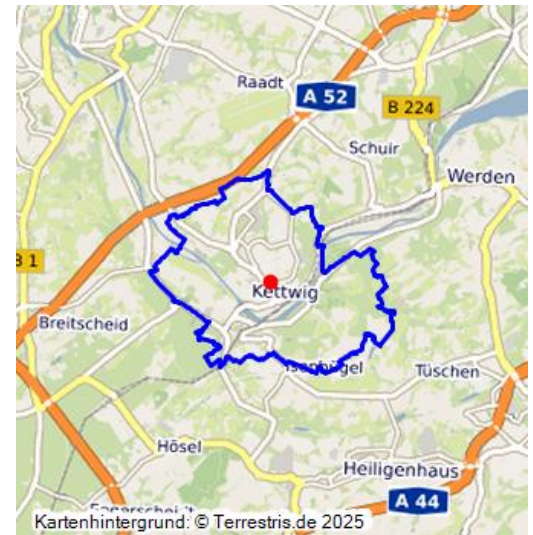 Raadt
A 52
B 224
Schuir
Werden
B 1
Kettwig
Breitscheid
Tüschen
Hösel
Heiligenhaus
A 44
Kartenhintergrund: © Terrestris.de 2025